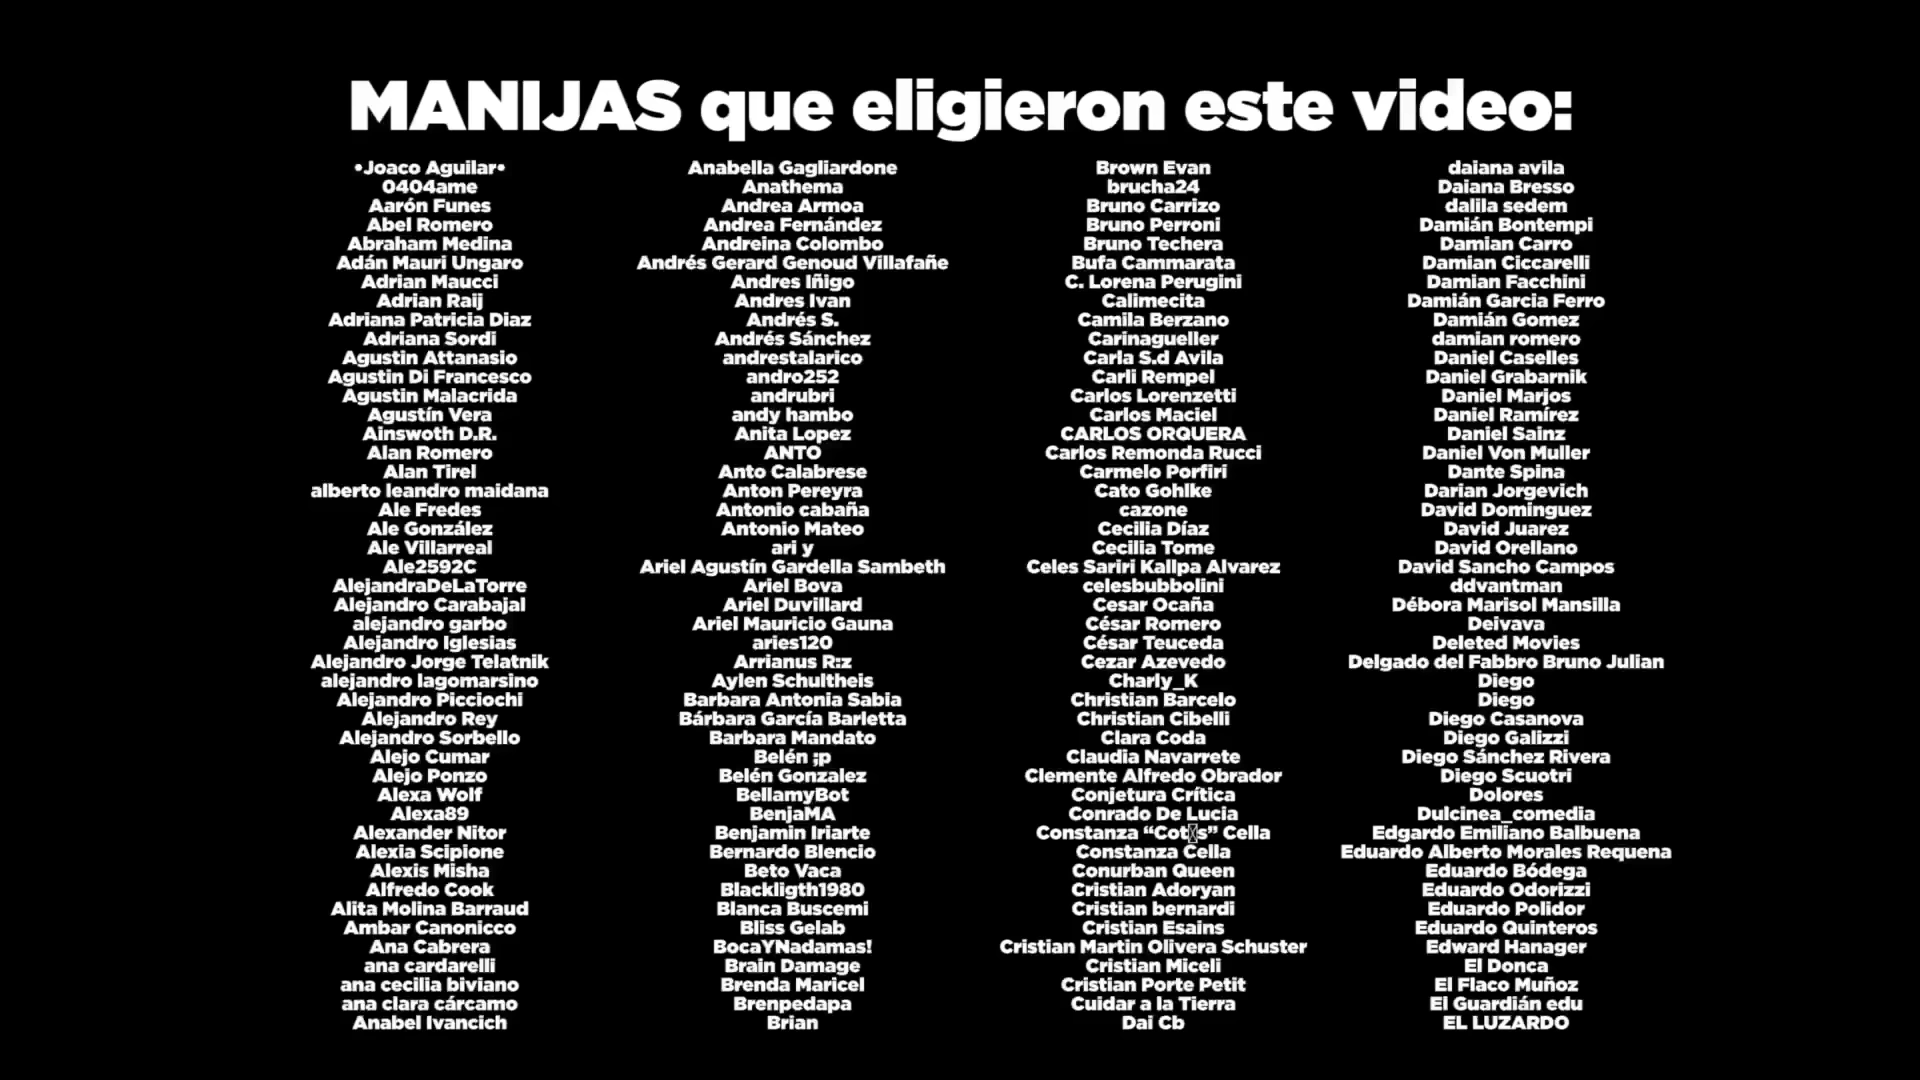 MANIJAS que eligieron este video:
•Joaco Aguilar•
0404ame
Aarón Funes
Abel Romero
Abraham Medina
Adán Mauri Ungaro
Adrian Maucci
Adrian Raij
Adriana Patricia Diaz
Adriana Sordi
Agustin Attanasio
Agustin Di Francesco
Agustin Malacrida
Agustín Vera
Ainswoth D.R.
Alan Romero
Alan Tirel
alberto leandro maidana
Ale Fredes
Ale González
Ale Villarreal
Ale2592C
AlejandraDeLaTorre
Alejandro Carabajal
alejandro garbo
Alejandro Iglesias
Alejandro Jorge Telatnik
alejandro lagomarsino
Alejandro Picciochi
Alejandro Rey
Alejandro Sorbello
Alejo Cumar
Alejo Ponzo
Alexa Wolf
Alexa89
Alexander Nitor
Alexia Scipione
Alexis Misha
Alfredo Cook
Alita Molina Barraud
Ambar Canonicco
Ana Cabrera
ana cardarelli
ana cecilia biviano
ana clara cárcamo
Anabel Ivancich
Anabella Gagliardone
Anathema
Andrea Armoa
Andrea Fernández
Andreina Colombo
Andrés Gerard Genoud Villafañe
Andres Iñigo
Andres Ivan
Andrés S.
Andrés Sánchez
andrestalarico
andro252
andrubri
andy hambo
Anita Lopez
ANTO
Anto Calabrese
Anton Pereyra
Antonio cabaña
Antonio Mateo
ari y
Ariel Agustín Gardella Sambeth
Ariel Bova
Ariel Duvillard
Ariel Mauricio Gauna
aries120
Arrianus R:z
Aylen Schultheis
Barbara Antonia Sabia
Bárbara García Barletta
Barbara Mandato
Belén ;p
Belén Gonzalez
BellamyBot
BenjaMA
Benjamin Iriarte
Bernardo Blencio
Beto Vaca
Blackligth1980
Blanca Buscemi
Bliss Gelab
BocaYNadamas!
Brain Damage
Brenda Maricel
Brenpedapa
Brian
Brown Evan
brucha24
Bruno Carrizo
Bruno Perroni
Bruno Techera
Bufa Cammarata
C. Lorena Perugini
Calimecita
Camila Berzano
Carinagueller
Carla S.d Avila
Carli Rempel
Carlos Lorenzetti
Carlos Maciel
CARLOS ORQUERA
Carlos Remonda Rucci
Carmelo Porfiri
Cato Gohlke
cazone
Cecilia Díaz
Cecilia Tome
Celes Sariri Kallpa Alvarez
celesbubbolini
Cesar Ocaña
César Romero
César Teuceda
Cezar Azevedo
Charly_K
Christian Barcelo
Christian Cibelli
Clara Coda
Claudia Navarrete
Clemente Alfredo Obrador
Conjetura Crítica
Conrado De Lucia
Constanza “Cot▯s” Cella
Constanza Cella
Conurban Queen
Cristian Adoryan
Cristian bernardi
Cristian Esains
Cristian Martin Olivera Schuster
Cristian Miceli
Cristian Porte Petit
Cuidar a la Tierra
Dai Cb
daiana avila
Daiana Bresso
dalila sedem
Damián Bontempi
Damian Carro
Damian Ciccarelli
Damian Facchini
Damián Garcia Ferro
Damián Gomez
damian romero
Daniel Caselles
Daniel Grabarnik
Daniel Marjos
Daniel Ramírez
Daniel Sainz
Daniel Von Muller
Dante Spina
Darian Jorgevich
David Dominguez
David Juarez
David Orellano
David Sancho Campos
ddvantman
Débora Marisol Mansilla
Deivava
Deleted Movies
Delgado del Fabbro Bruno Julian
Diego
Diego
Diego Casanova
Diego Galizzi
Diego Sánchez Rivera
Diego Scuotri
Dolores
Dulcinea_comedia
Edgardo Emiliano Balbuena
Eduardo Alberto Morales Requena
Eduardo Bódega
Eduardo Odorizzi
Eduardo Polidor
Eduardo Quinteros
Edward Hanager
El Donca
El Flaco Muñoz
El Guardián edu
EL LUZARDO